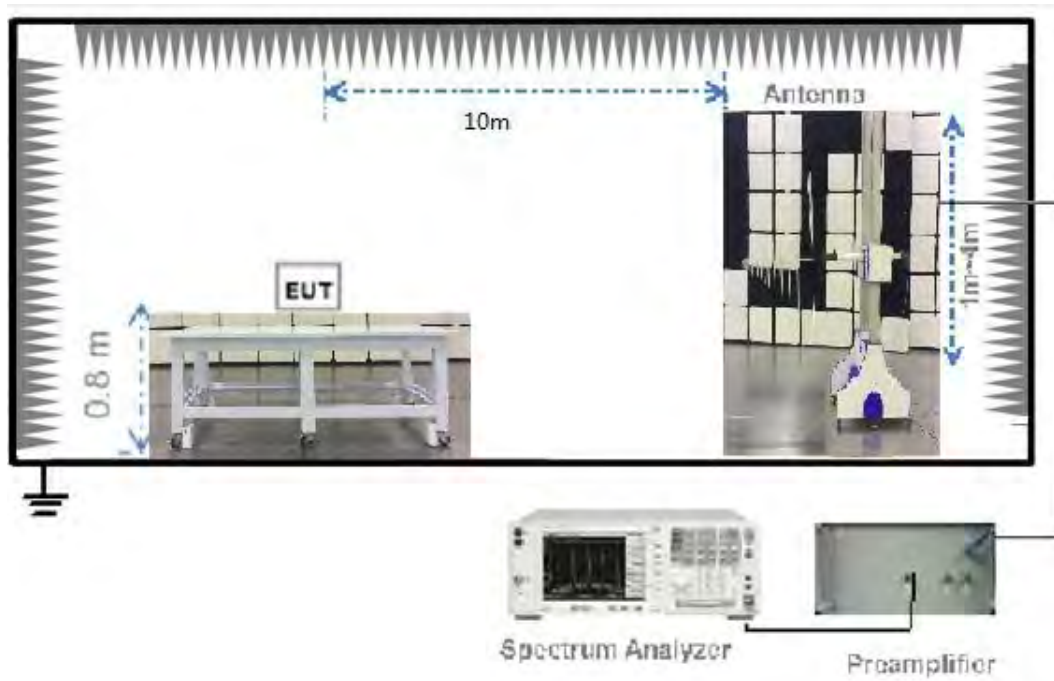 Antenna
10m
1m~4m
EUT
0.8 m
Spectrum Analyzer
Preamplifier